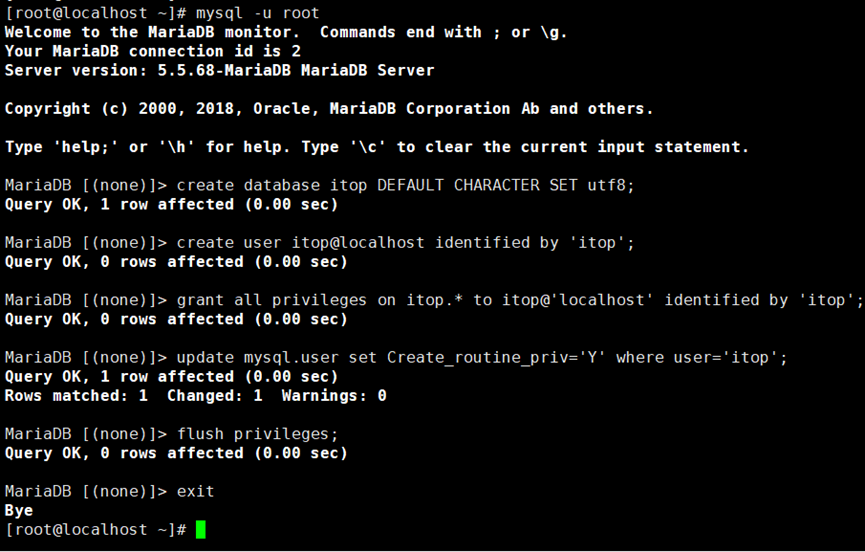 [root@localhost ~]# mysql -u root
Welcome to the MariaDB monitor.  Commands end with ; or \g.
Your MariaDB connection id is 2
Server version: 5.5.68-MariaDB MariaDB Server
Copyright (c) 2000, 2018, Oracle, MariaDB Corporation Ab and others.
Type 'help;' or '\h' for help. Type '\c' to clear the current input statement.
MariaDB [(none)]> create database itop DEFAULT CHARACTER SET utf8;
Query OK, 1 row affected (0.00 sec)
MariaDB [(none)]> create user itop@localhost identified by 'itop';
Query OK, 0 rows affected (0.00 sec)
MariaDB [(none)]> grant all privileges on itop.* to itop@'localhost' identified by 'itop';
Query OK, 0 rows affected (0.00 sec)
MariaDB [(none)]> update mysql.user set Create_routine_priv='Y' where user='itop';
Query OK, 1 row affected (0.00 sec)
Rows matched: 1  Changed: 1  Warnings: 0
MariaDB [(none)]> flush privileges;
Query OK, 0 rows affected (0.00 sec)
MariaDB [(none)]> exit
Bye
[root@localhost ~]#